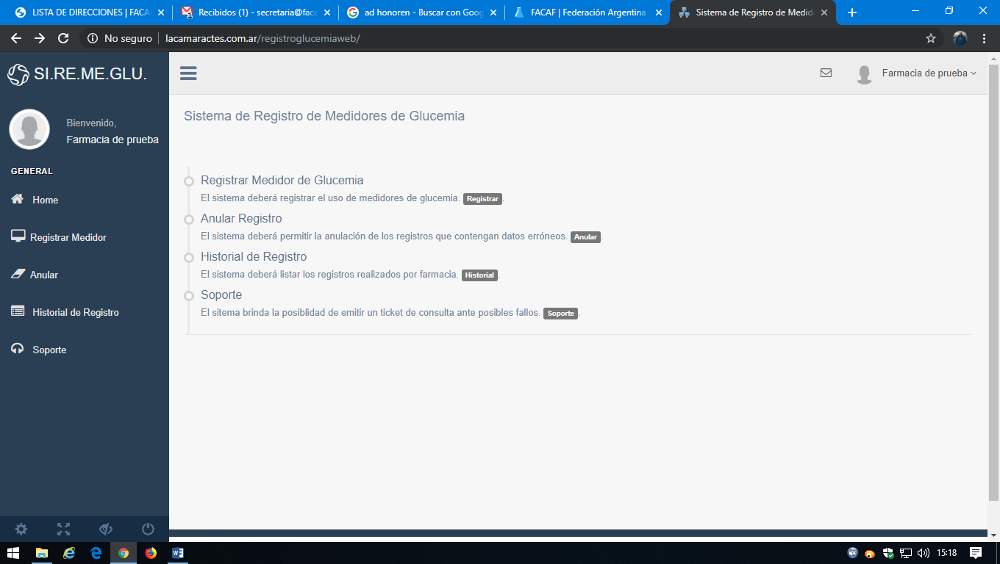 LISTA DE DIRECCIONES | FACA
Recibidos (1) - secretaria@faca
ad honoren - Buscar con Goog
FACAF | Federación Argentina
Sistema de Registro de Medid
No seguro
lacamaractes.com.ar/registroglucemiaweb/
SI.RE.ME.GLU.
Farmacia de prueba
Bienvenido,
Farmacia de prueba
GENERAL
Home
Registrar Medidor
Anular
Historial de Registro
Soporte
Sistema de Registro de Medidores de Glucemia
Registrar Medidor de Glucemia
El sistema deberá registrar el uso de medidores de glucemia. Registrar.
Anular Registro
El sistema deberá permitir la anulación de los registros que contengan datos erróneos. Anular.
Historial de Registro
El sistema deberá listar los registros realizados por farmacia. Historial.
Soporte
El sitema brinda la posiblidad de emitir un ticket de consulta ante posibles fallos. Soporte.
15:18